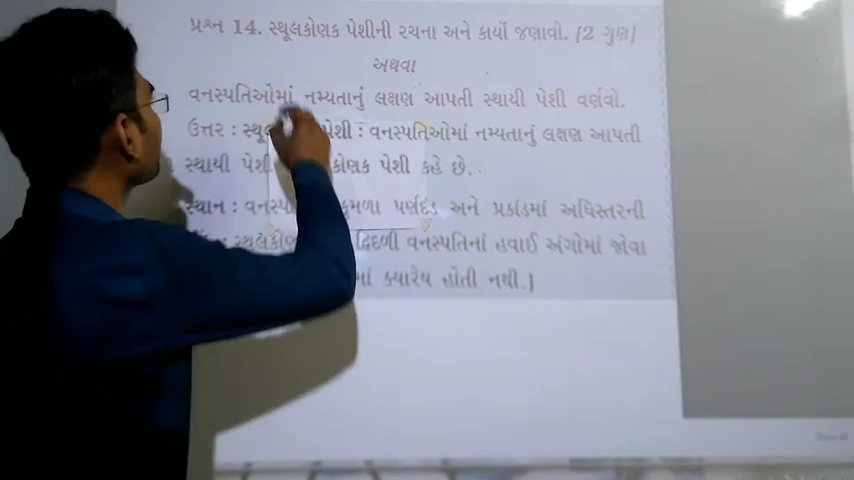 પ્રશ્ન 14. સ્થૂલકોણક પેશીની રચના અને કાર્યો જણાવો. [2 ગુણ]
અથવા
વનસ્પતિઓમાં નમ્યતાનું લક્ષણ આપતી સ્થાયી પેશી વર્ણવો.
ઉત્તર : પેશી : વનસ્પતિઓમાં નમ્યતાનું લક્ષણ આપતી
સ્થાયી પેશી પેશી કહે છે.
સ્થાન : પર્ણદંડ અને પ્રકાંડમાં અધિસ્તરની
દ્વિદળી વનસ્પતિનાં હવાઈ અંગોમાં જોવા
ક્યારેય હોતી નથી.]